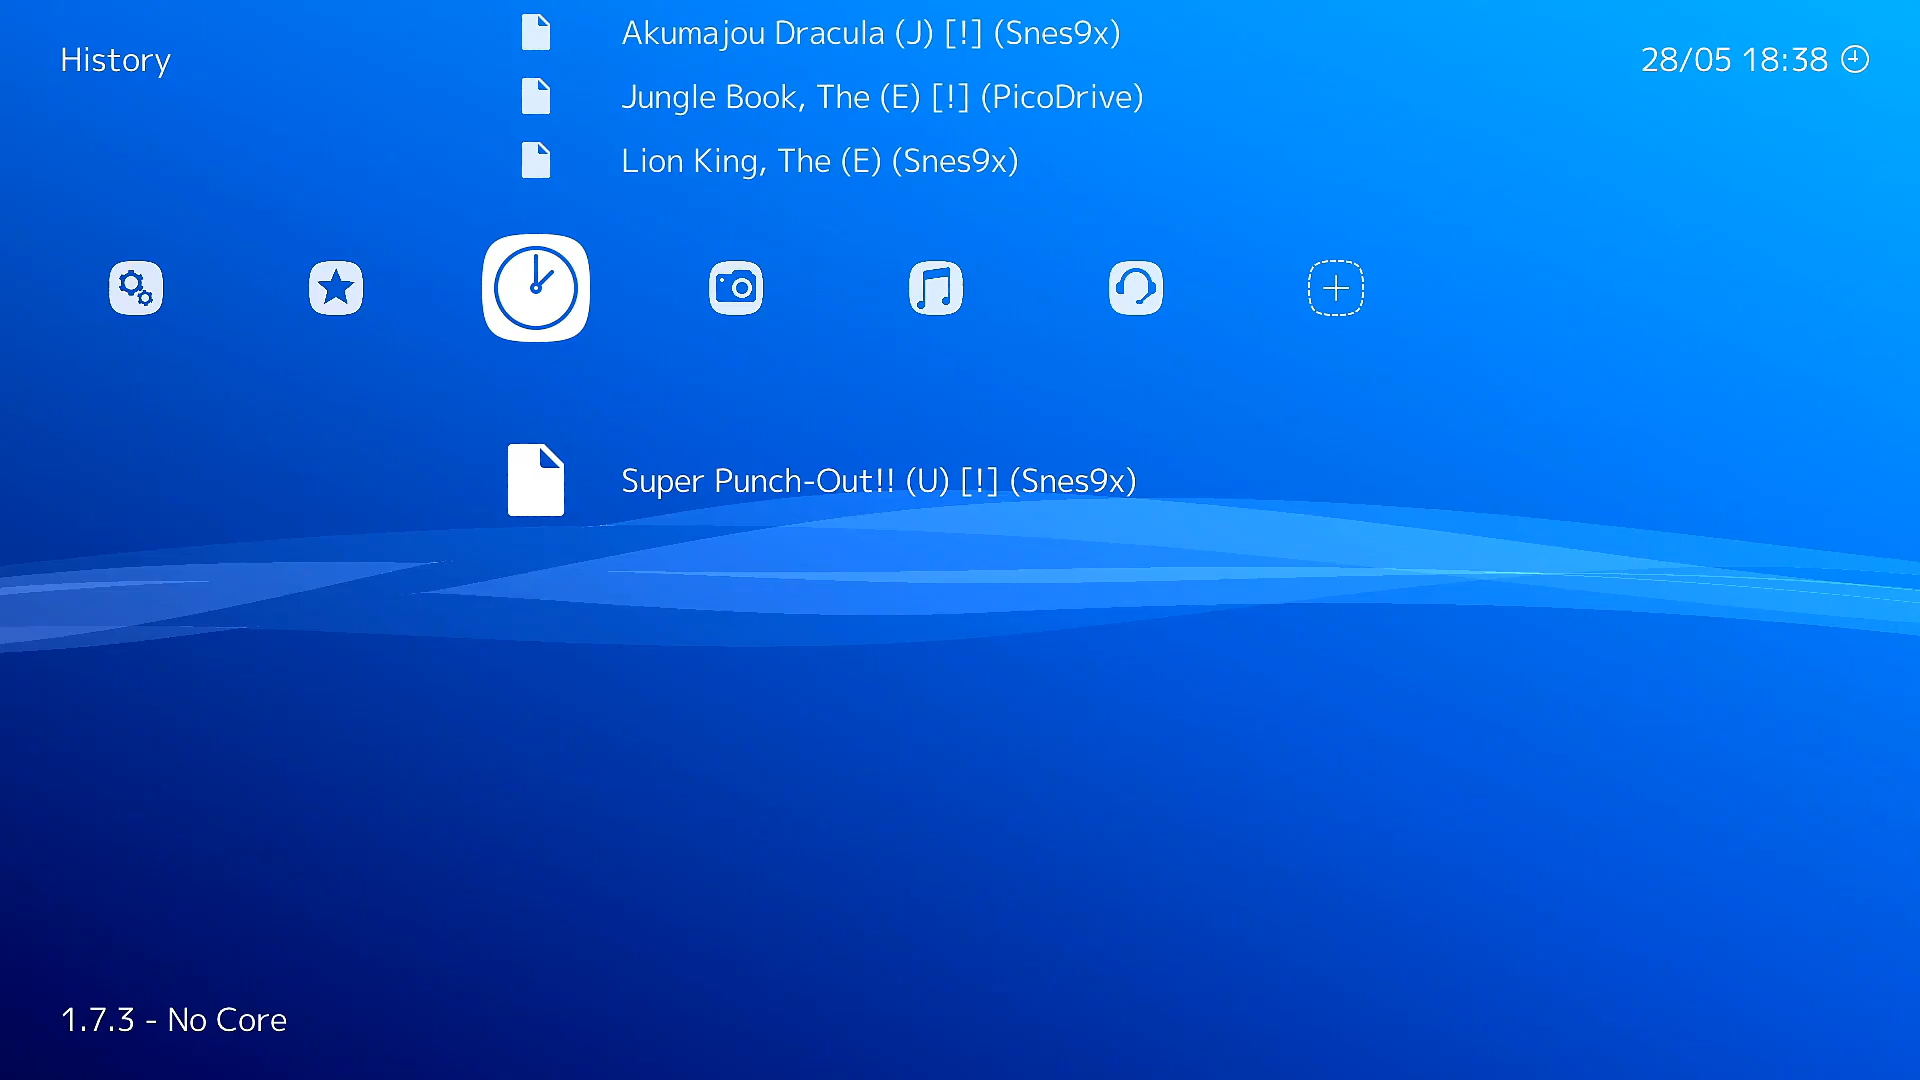 History
28/05 18:38
Akumajou Dracula (J) [!] (Snes9x)
Jungle Book, The (E) [!] (PicoDrive)
Lion King, The (E) (Snes9x)
Super Punch-Out!! (U) [!] (Snes9x)
1.7.3 - No Core